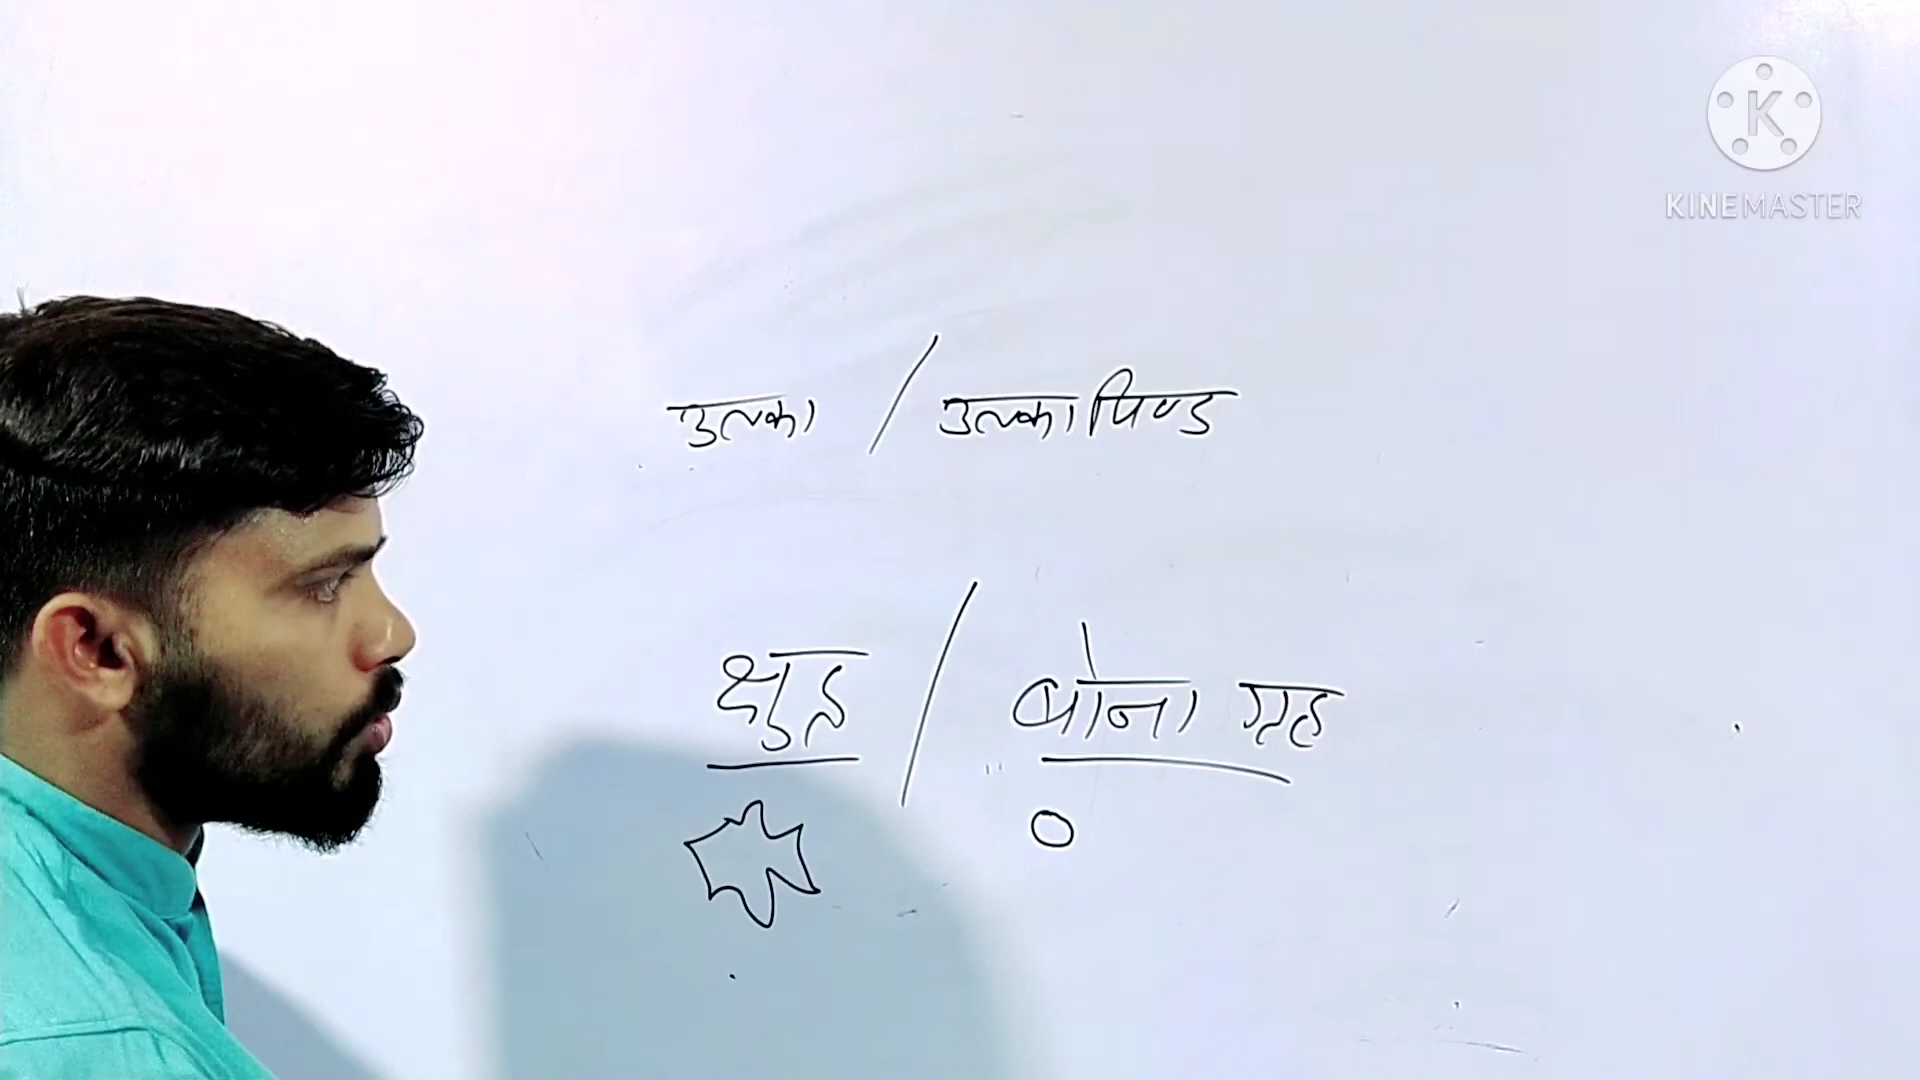 KINEMASTER
उल्का / उल्का पिण्ड
क्षुद्र / बौना ग्रह